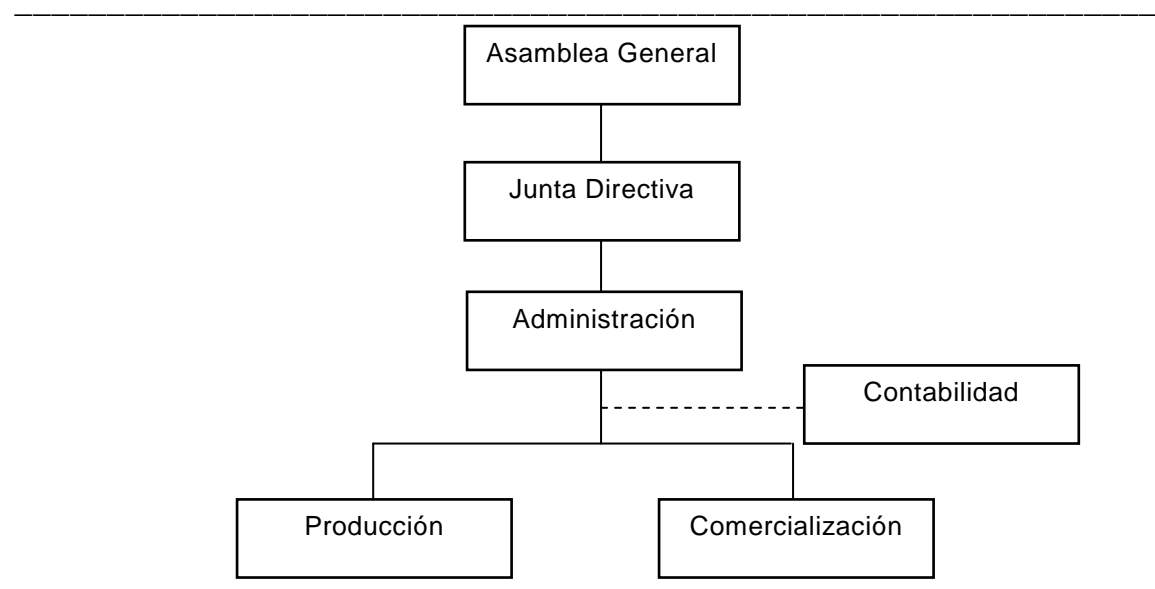 Asamblea General
Junta Directiva
Administración
Contabilidad
Producción
Comercialización